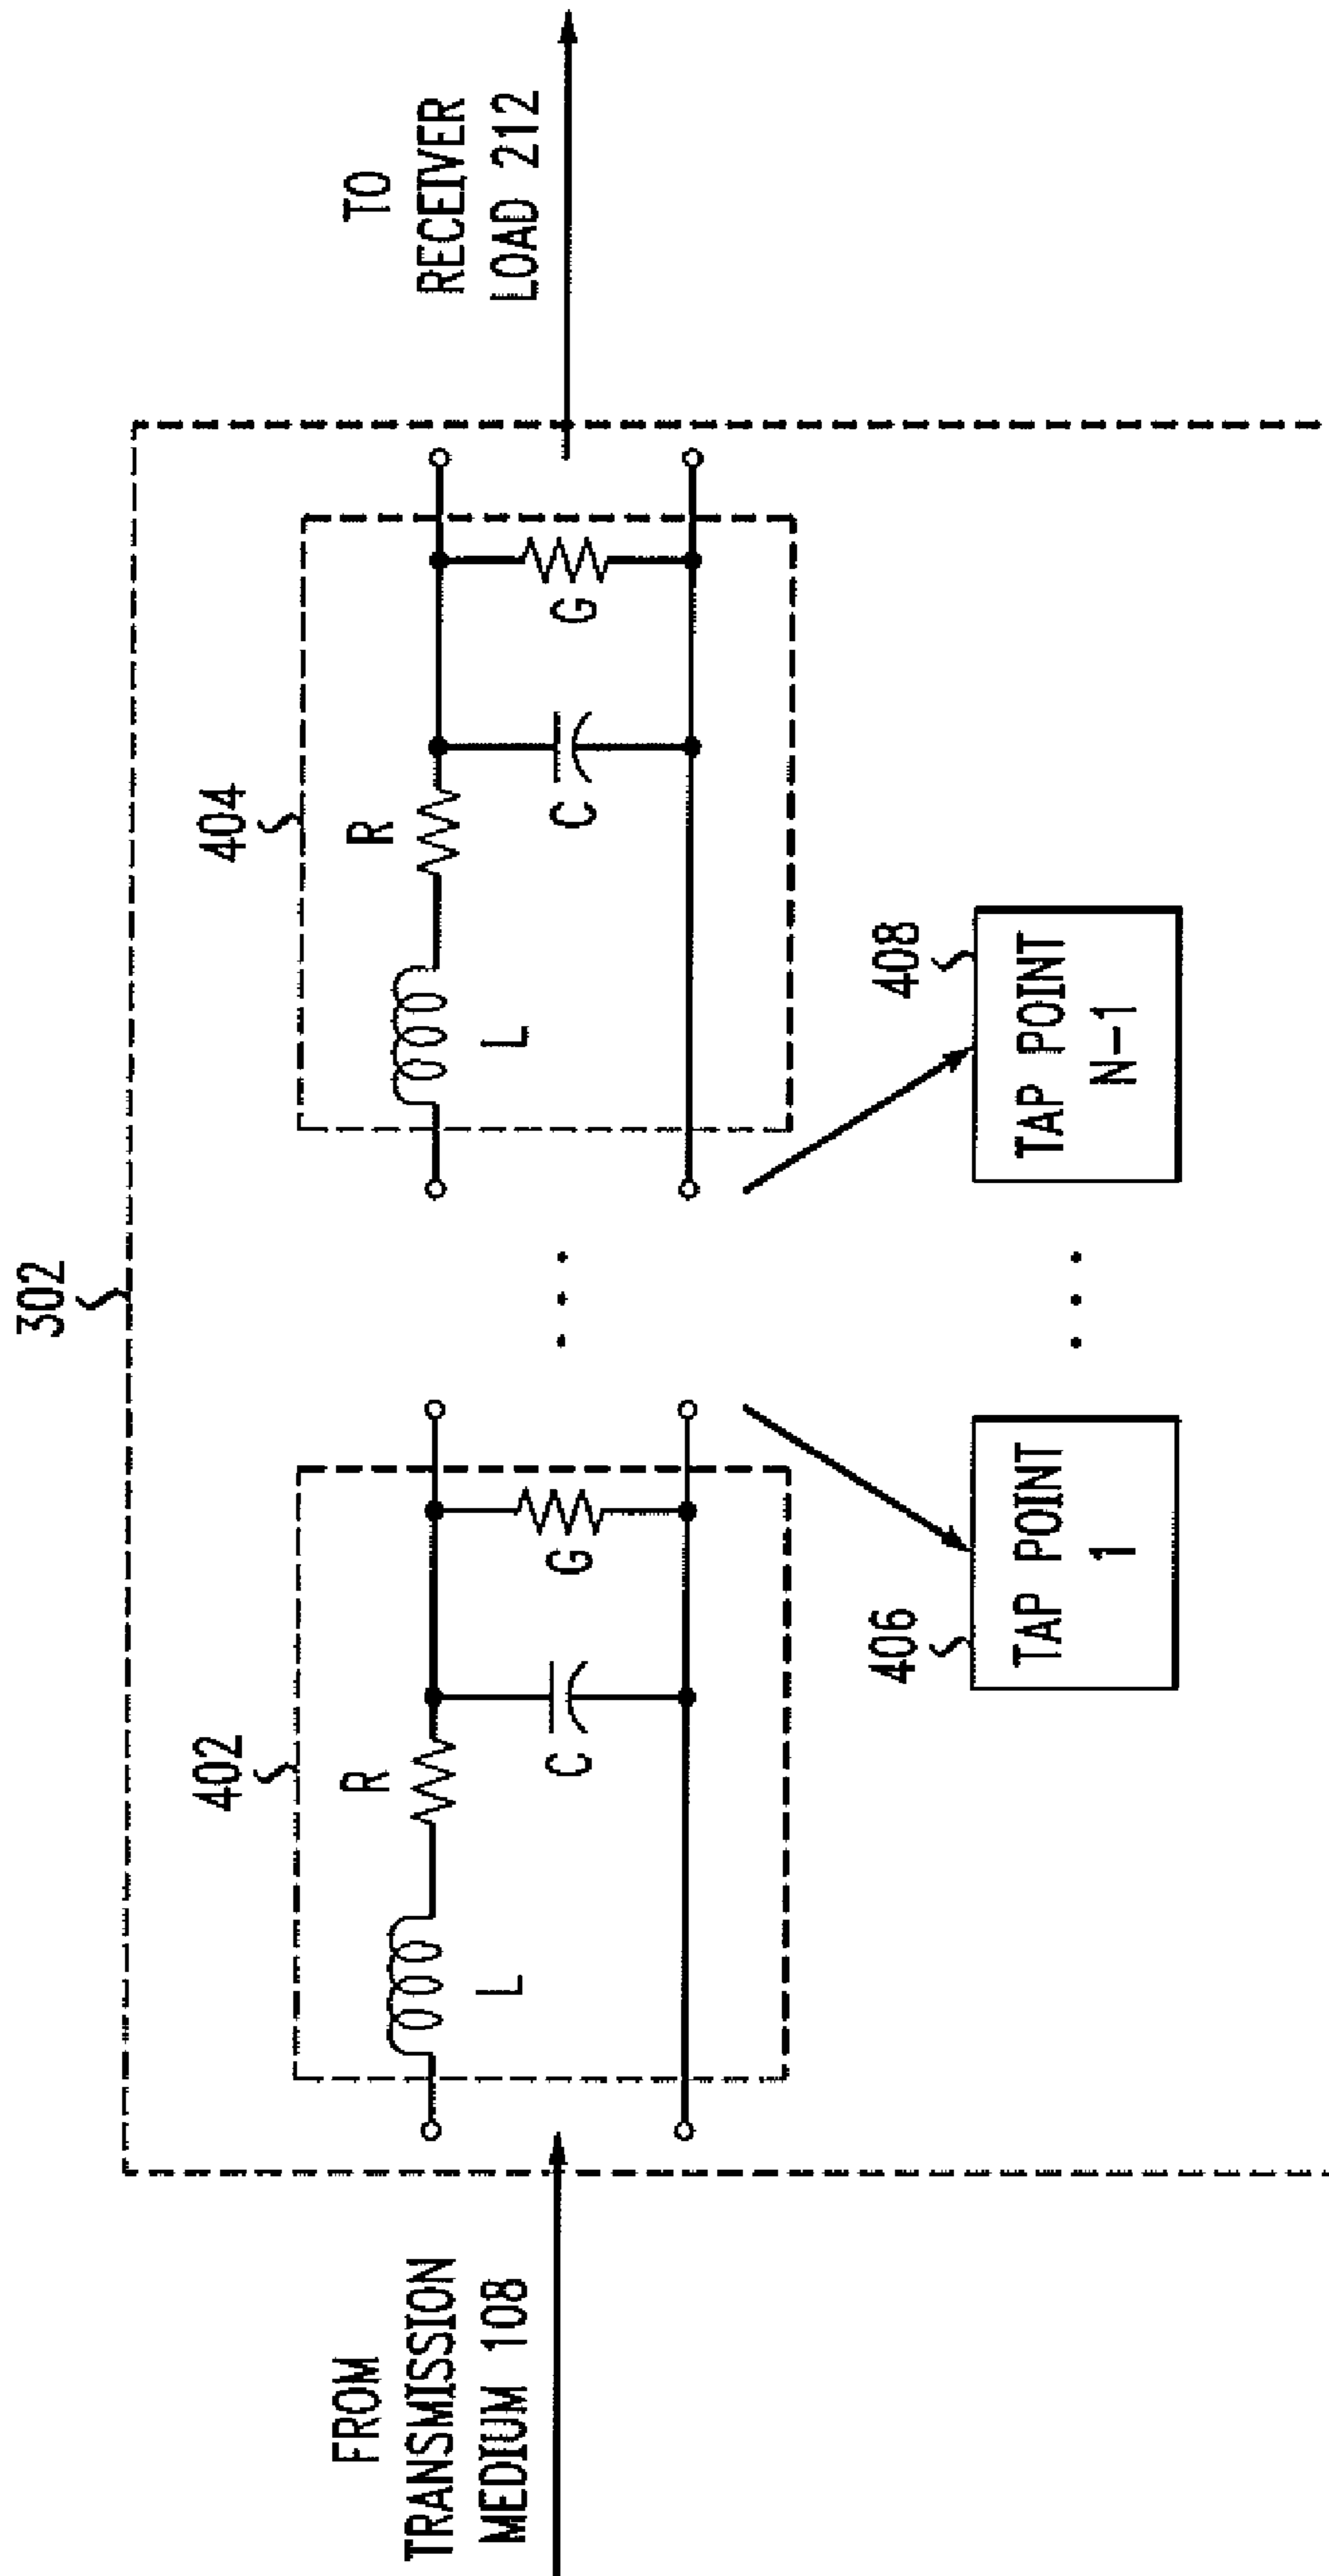 302
FROM
TRANSMISSION
MEDIUM 108
402
R
L
C
G
404
R
L
C
G
TO
RECEIVER
LOAD 212
406
TAP POINT
1
408
TAP POINT
N-1